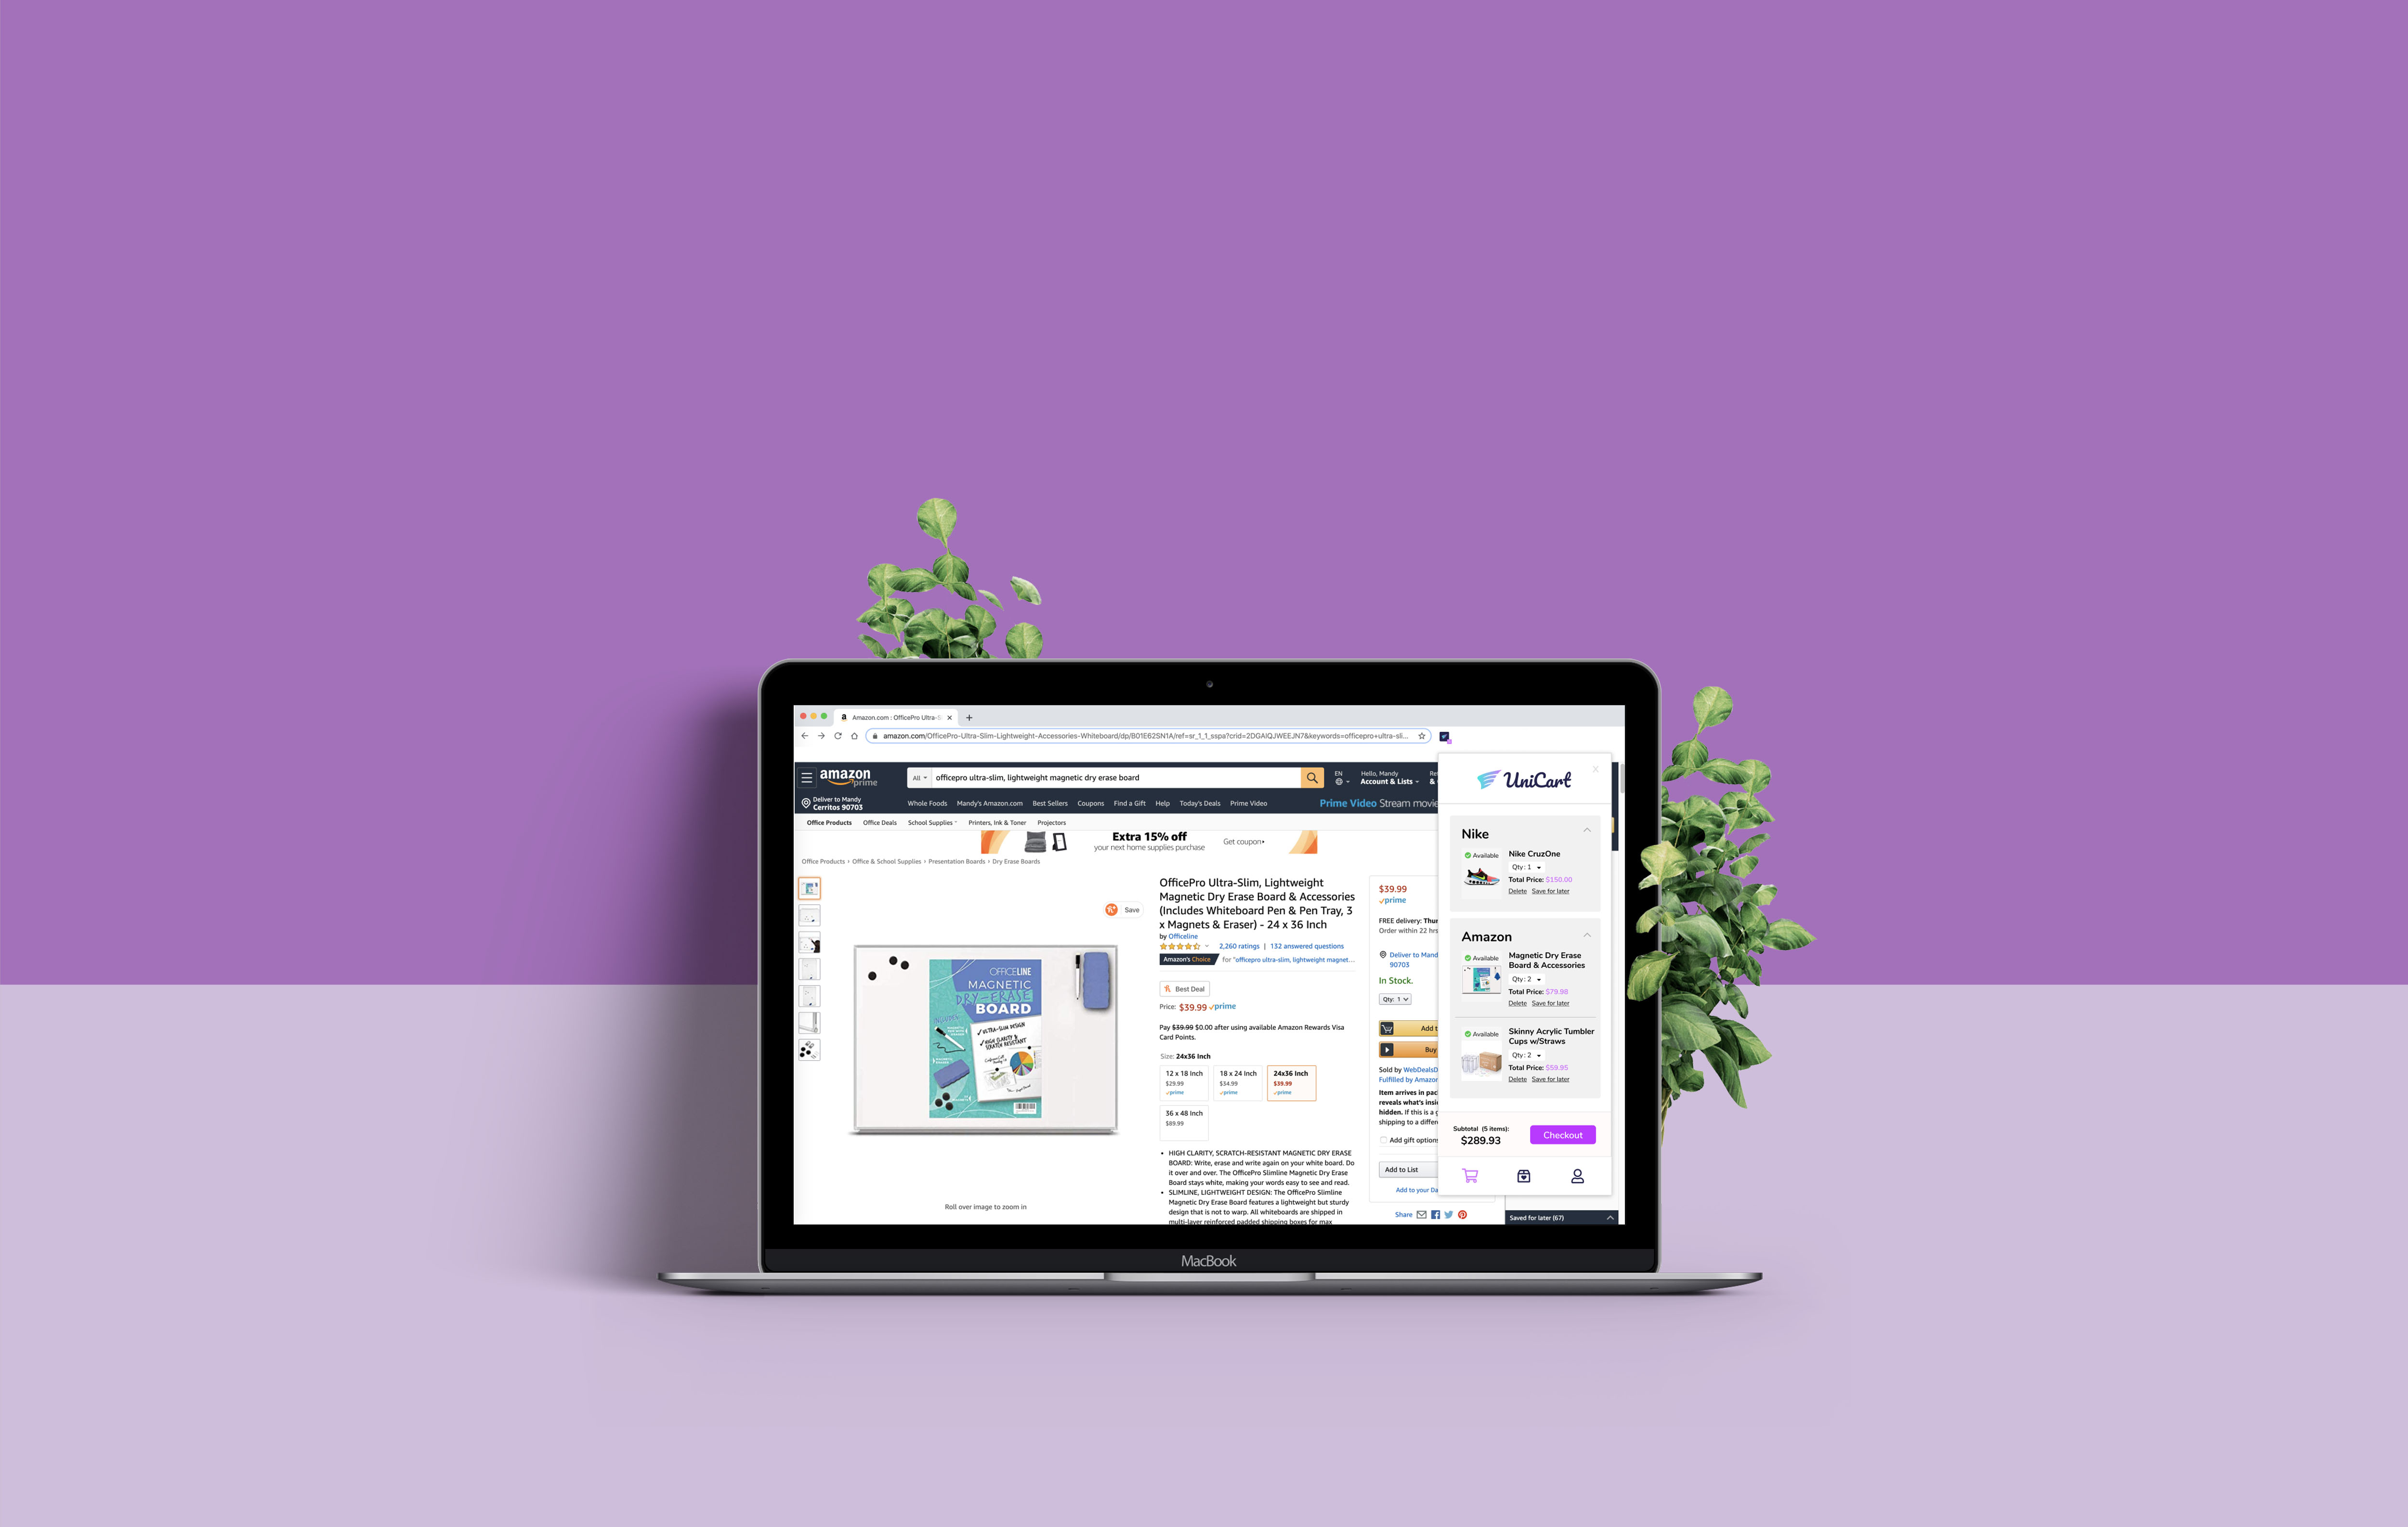 Amazon.com : OfficePro Ultra-S
amazon.com/OfficePro-Ultra-Slim-Lightweight-Accessories-Whiteboard/dp/B01E62SN1A/ref=sr_1_1_sspa?crid=2DGAIQJWEEJN7&keywords=officepro+ultra-sli...
amazon
prime
All
officepro ultra-slim, lightweight magnetic dry erase board
EN
Hello, Mandy
Account & Lists
Re
&
Deliver to Mandy
Cerritos 90703
Whole Foods Mandy's Amazon.com Best Sellers Coupons Find a Gift Help Today's Deals Prime Video
Prime Video Stream movie
Office Products Office Deals School Supplies Printers, Ink & Toner Projectors
Extra 15% off
your next home supplies purchase
Get coupon
Office Products › Office & School Supplies › Presentation Boards › Dry Erase Boards
Save
OFFICELINE
MAGNETIC
DRY-ERASE
BOARD
ULTRA-SLIM DESIGN
HIGH CLARITY &
SCRATCH RESISTANT
Roll over image to zoom in
OfficePro Ultra-Slim, Lightweight
Magnetic Dry Erase Board & Accessories
(Includes Whiteboard Pen & Pen Tray, 3
x Magnets & Eraser) - 24 x 36 Inch
by Officeline
2,260 ratings | 132 answered questions
Amazon's Choice for "officepro ultra-slim, lightweight magnet...
Best Deal
Price: $39.99 prime
Pay $39.99 $0.00 after using available Amazon Rewards Visa
Card Points.
Size: 24x36 Inch
12 x 18 Inch
$29.99
prime
18 x 24 Inch
$34.99
prime
24x36 Inch
$39.99
prime
36 x 48 Inch
$89.99
• HIGH CLARITY, SCRATCH-RESISTANT MAGNETIC DRY ERASE
BOARD: Write, erase and write again on your white board. Do
it over and over. The OfficePro Slimline Magnetic Dry Erase
Board stays white, making your words easy to see and read.
• SLIMLINE, LIGHTWEIGHT DESIGN: The OfficePro Slimline
Magnetic Dry Erase Board features a lightweight but sturdy
design that is not to warp. All whiteboards are shipped in
multi-layer reinforced padded shipping boxes for max
$39.99
prime
FREE delivery: Thur
Order within 22 hrs
Deliver to Mand
90703
In Stock.
Qty: 1
Add t
Buy
Sold by WebDealsD
Fulfilled by Amazor
Item arrives in pac
reveals what's insi
hidden. If this is a g
shipping to a differ
Add gift options
Add to List
Add to your Da
Share
UniCart
X
Nike
Available
Nike CruzOne
Qty: 1
Total Price: $150.00
Delete Save for later
Amazon
Available
Magnetic Dry Erase
Board & Accessories
Qty: 2
Total Price: $79.98
Delete Save for later
Available
Skinny Acrylic Tumbler
Cups w/Straws
Qty: 2
Total Price: $59.95
Delete Save for later
Subtotal (5 items):
$289.93
Checkout
Saved for later (67)
MacBook